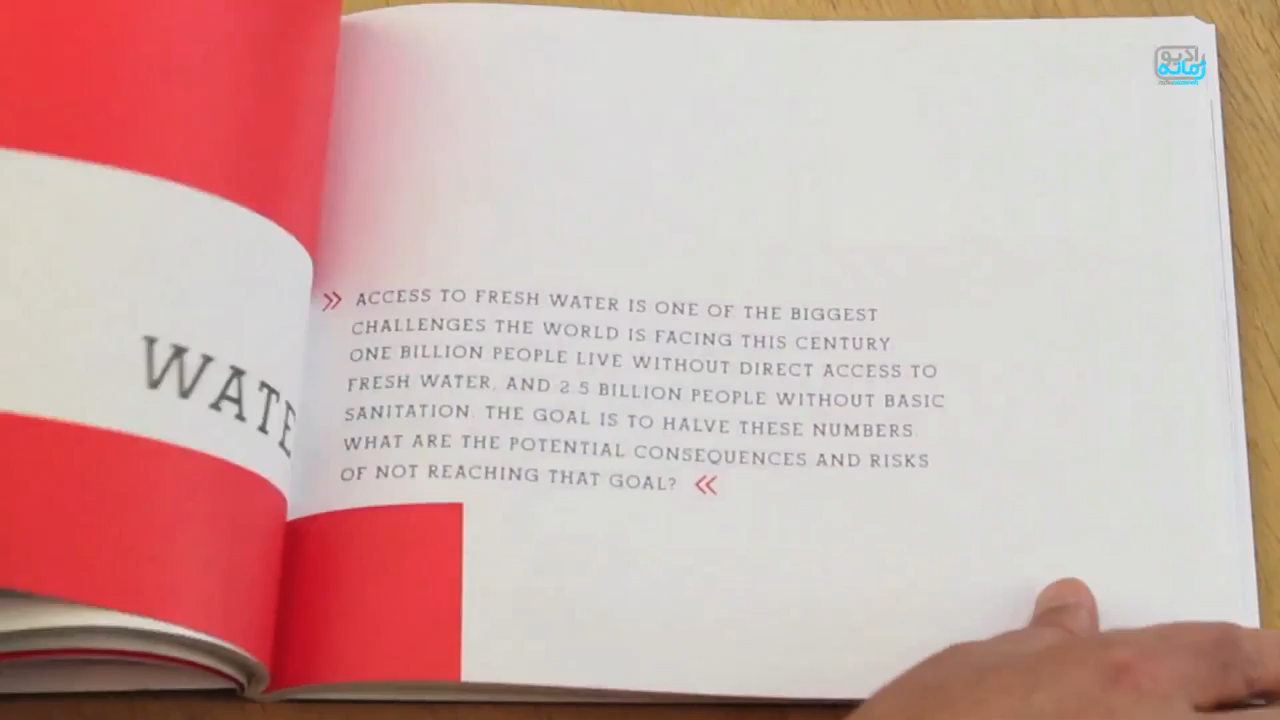 رادیو
زمانه
WATE
» ACCESS TO FRESH WATER IS ONE OF THE BIGGEST
CHALLENGES THE WORLD IS FACING THIS CENTURY.
ONE BILLION PEOPLE LIVE WITHOUT DIRECT ACCESS TO
FRESH WATER, AND 2.5 BILLION PEOPLE WITHOUT BASIC
SANITATION. THE GOAL IS TO HALVE THESE NUMBERS.
WHAT ARE THE POTENTIAL CONSEQUENCES AND RISKS
OF NOT REACHING THAT GOAL? «